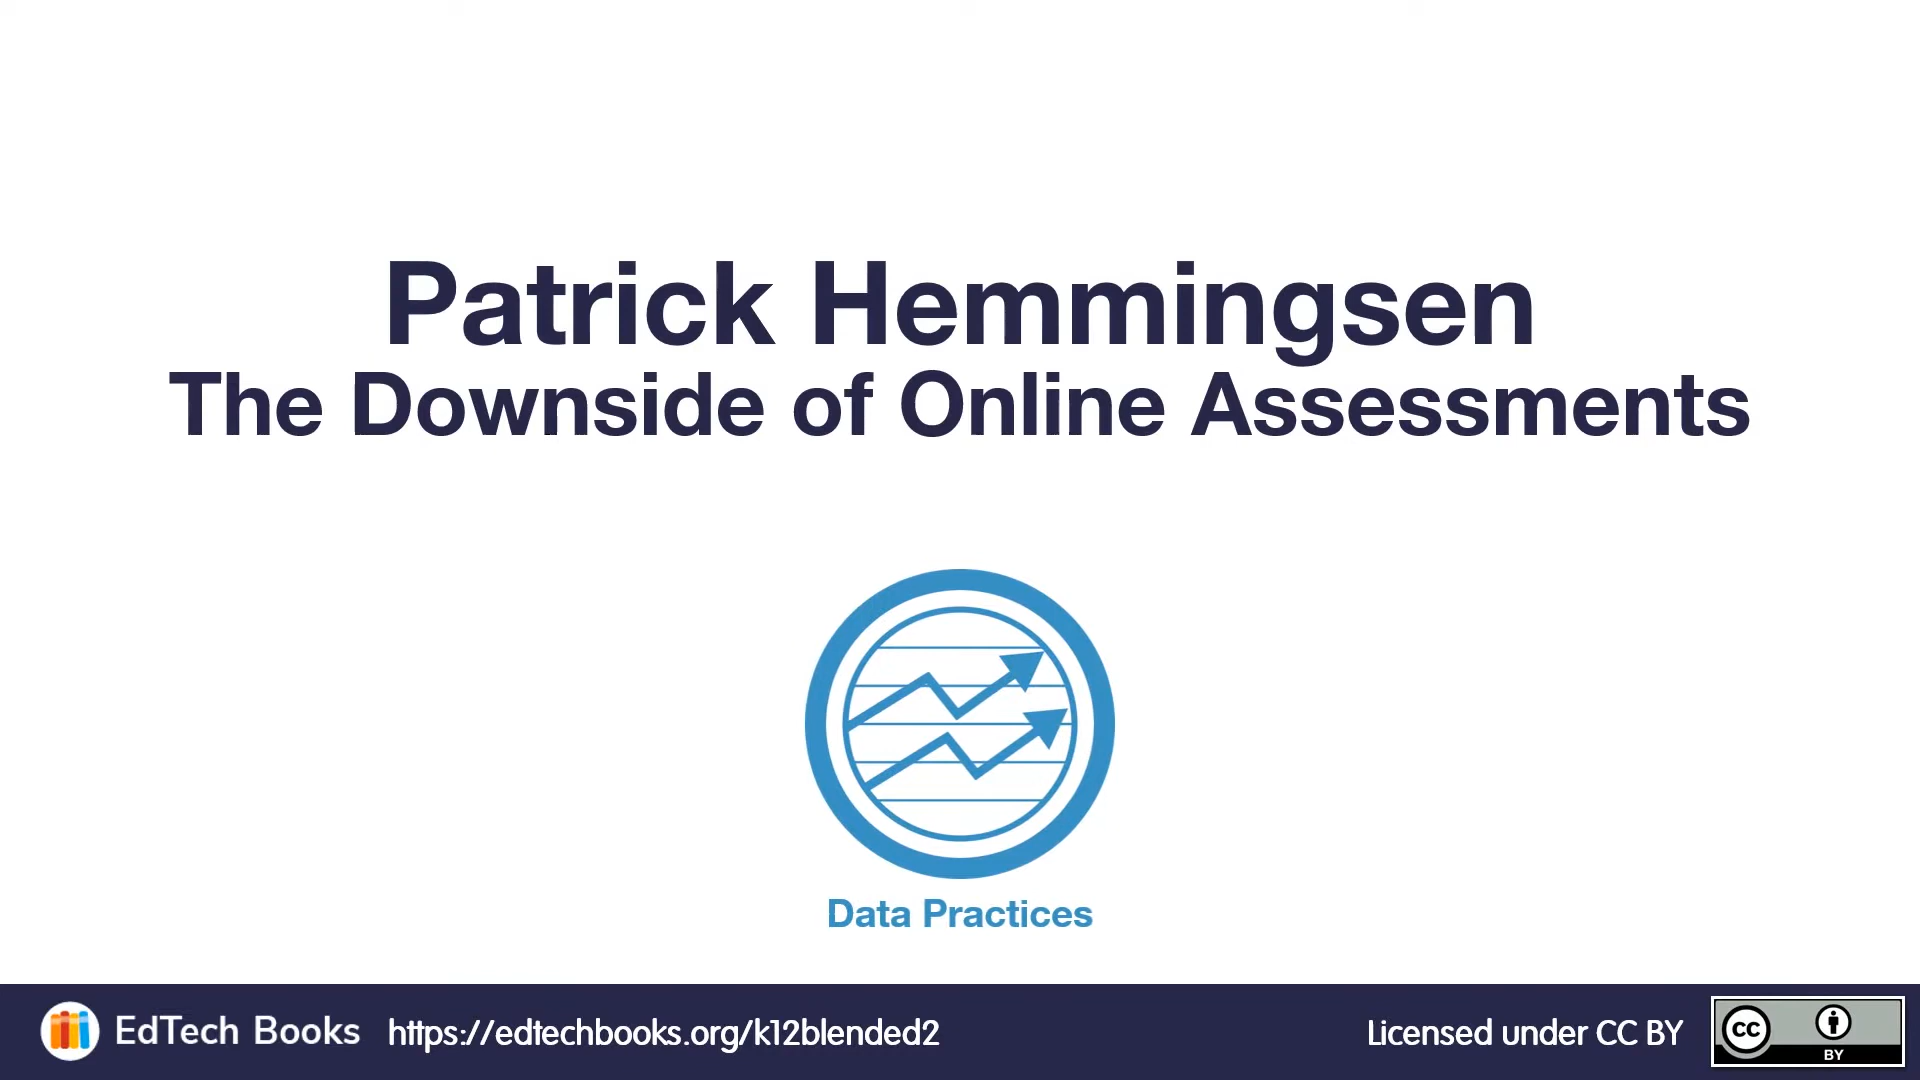 Patrick Hemmingsen
The Downside of Online Assessments
Data Practices
EdTech Books https://edtechbooks.org/k12blended2 Licensed under CC BY
CC
BY